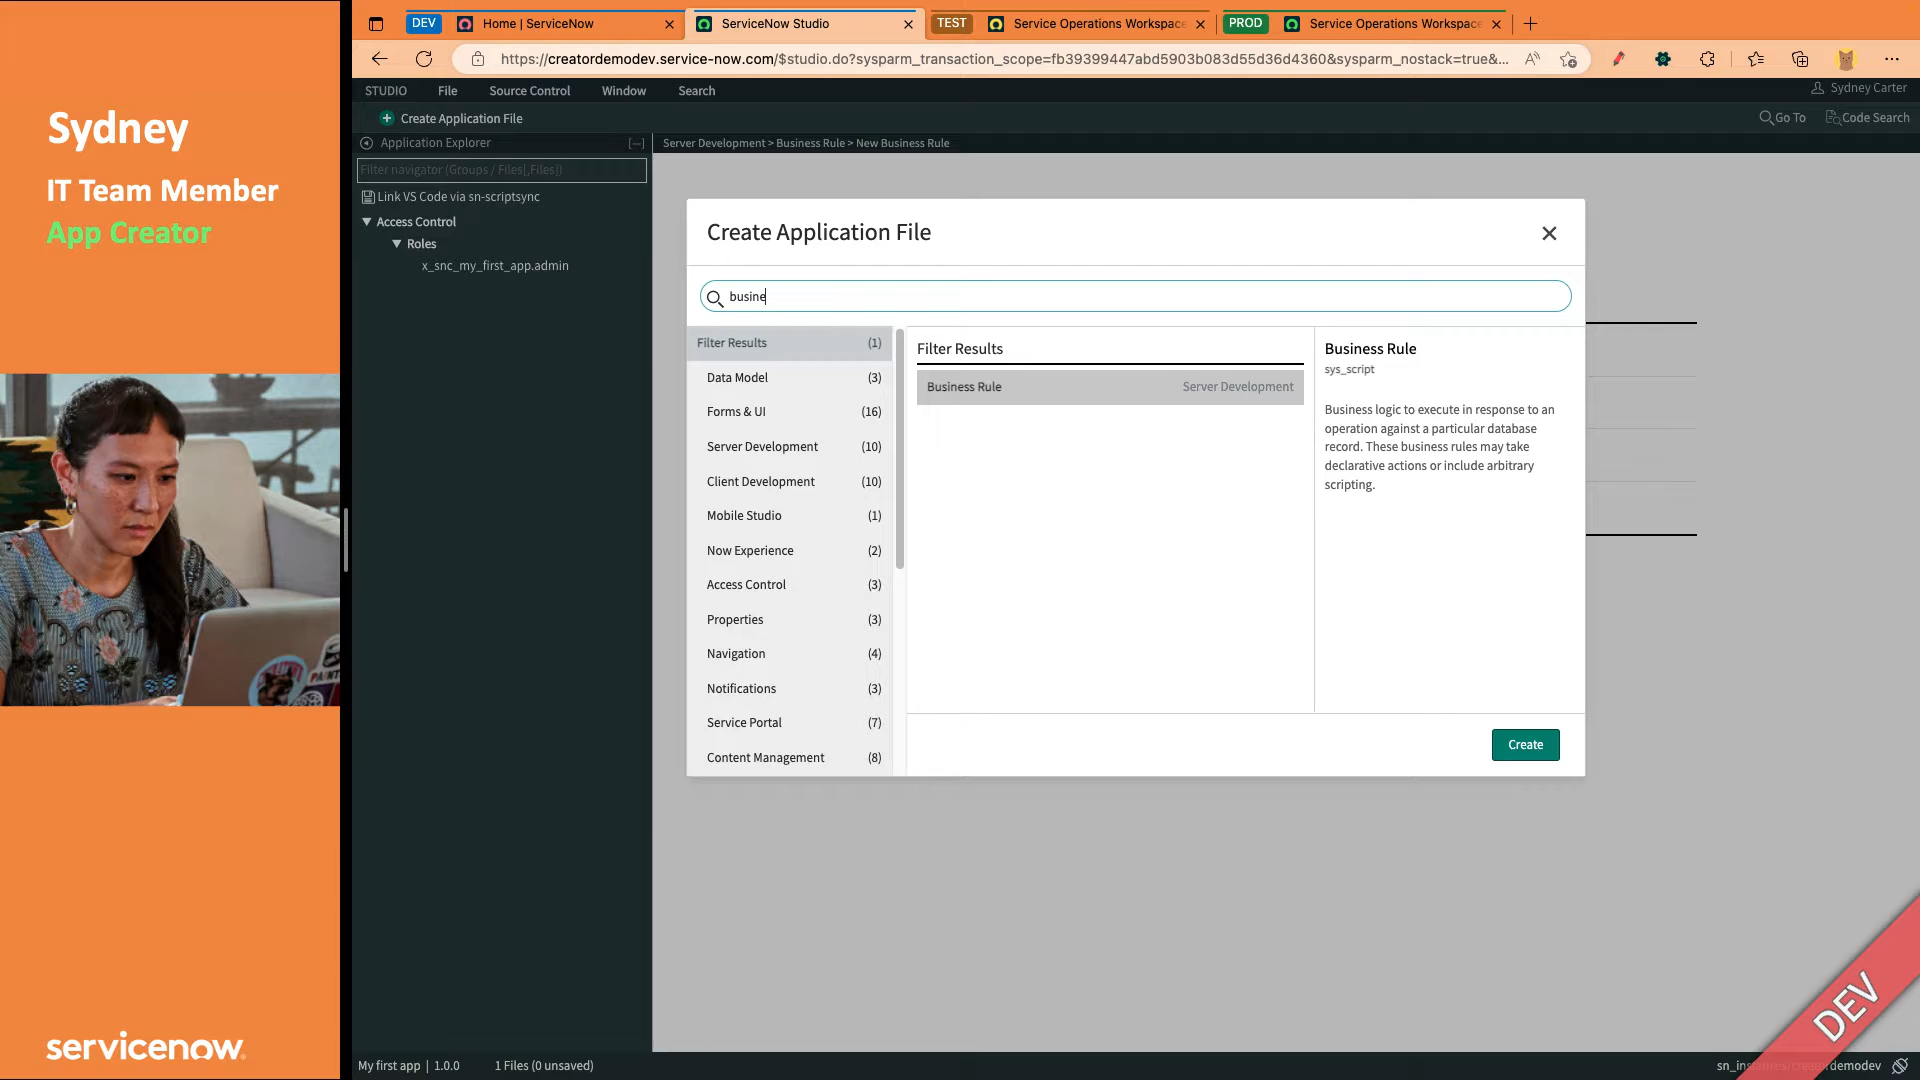 Sydney
IT Team Member
App Creator
servicenow
DEV
Home | ServiceNow
ServiceNow Studio
TEST
Service Operations Workspace
PROD
Service Operations Workspace
https://creatordemodev.service-now.com/$studio.do?sysparm_transaction_scope=fb39399447abd5903b083d55d36d4360&sysparm_nostack=true&...
STUDIO
File
Source Control
Window
Search
Sydney Carter
Create Application File
Go To
Code Search
Application Explorer
Server Development > Business Rule > New Business Rule
Filter navigator (Groups / Files[,Files])
Link VS Code via sn-scriptsync
Access Control
Roles
x_snc_my_first_app.admin
Create Application File
busine
Filter Results (1)
Data Model (3)
Forms & UI (16)
Server Development (10)
Client Development (10)
Mobile Studio (1)
Now Experience (2)
Access Control (3)
Properties (3)
Navigation (4)
Notifications (3)
Service Portal (7)
Content Management (8)
Filter Results
Business Rule Server Development
Business Rule
sys_script
Business logic to execute in response to an
operation against a particular database
record. These business rules may take
declarative actions or include arbitrary
scripting.
Create
DEV
My first app | 1.0.0
1 Files (0 unsaved)